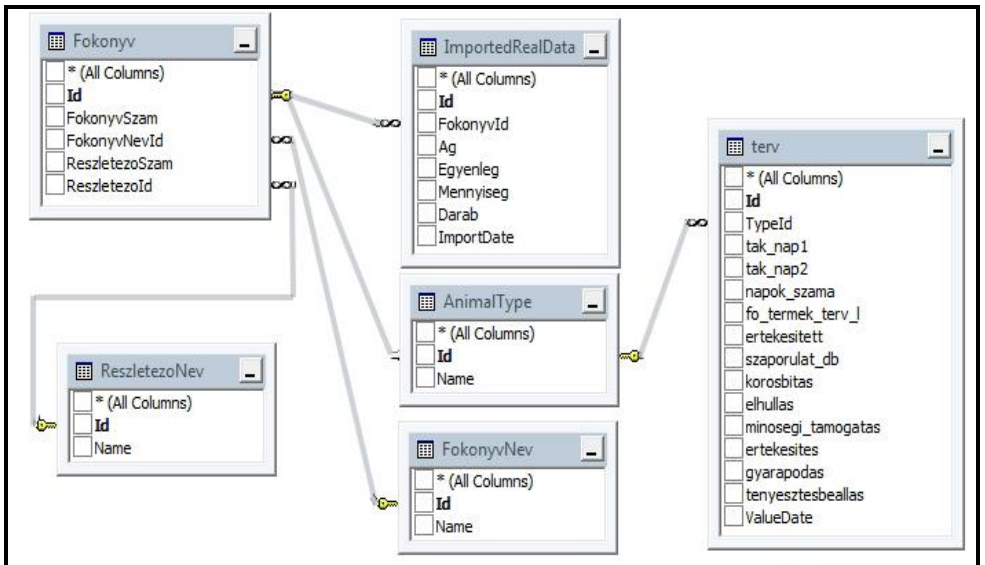 Fokonyv
* (All Columns)
Id
FokonyvSzam
FokonyvNevId
ReszletezoSzam
ReszletezoId
ImportedRealData
* (All Columns)
Id
FokonyvId
Ag
Egyenleg
Mennyiseg
Darab
ImportDate
terv
* (All Columns)
Id
TypeId
tak_nap1
tak_nap2
napok_szama
fo_termek_terv_l
ertekesitett
szaporulat_db
korosbitas
elhullas
minosegi_tamogatas
ertekesites
gyarapodas
tenyesztesbeallas
ValueDate
AnimalType
* (All Columns)
Id
Name
ReszletezoNev
* (All Columns)
Id
Name
FokonyvNev
* (All Columns)
Id
Name